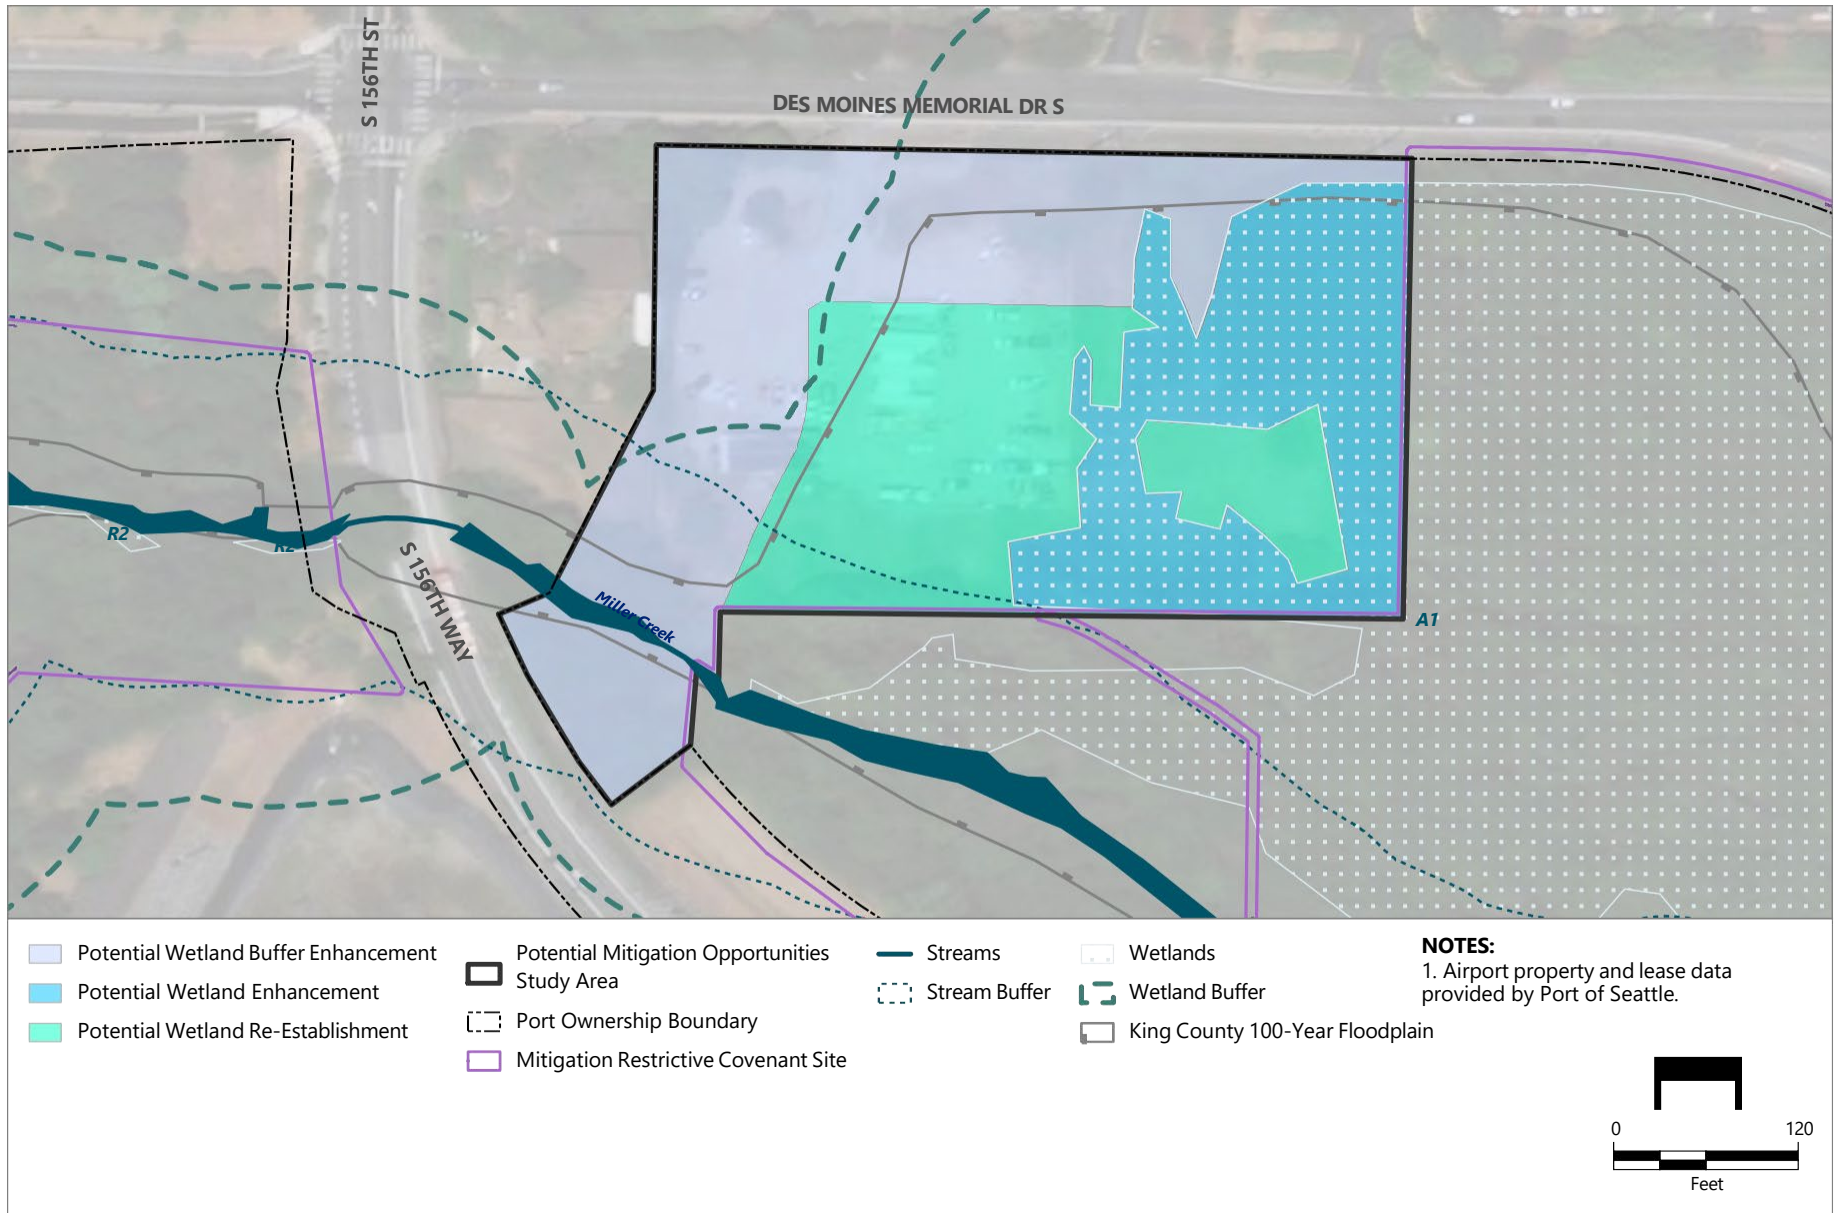 S 156TH ST
DES MOINES MEMORIAL DR S
R2
R2
S 156TH WAY
Miller Creek
A1
Potential Wetland Buffer Enhancement
Potential Wetland Enhancement
Potential Wetland Re-Establishment
Potential Mitigation Opportunities
Study Area
Port Ownership Boundary
Mitigation Restrictive Covenant Site
Streams
Stream Buffer
Wetlands
Wetland Buffer
King County 100-Year Floodplain
NOTES:
1. Airport property and lease data
provided by Port of Seattle.
0 120
Feet